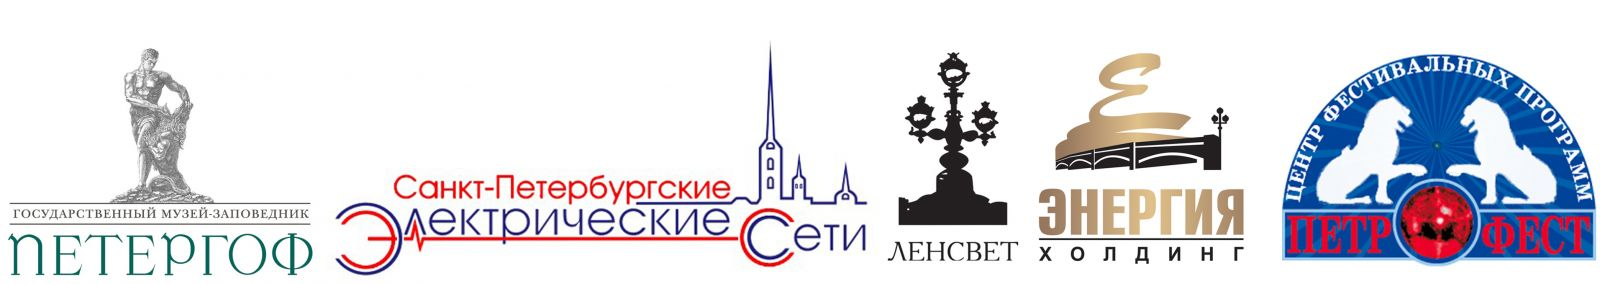 ГОСУДАРСТВЕННЫЙ МУЗЕЙ-ЗАПОВЕДНИК
ПЕТЕРГОФ
Санкт-Петербургские
Электрические
Сети
ЛЕНСВЕТ
ЭНЕРГИЯ
ХОЛДИНГ
ЦЕНТР ФЕСТИВАЛЬНЫХ ПРОГРАММ
ПЕТРОФЕСТ